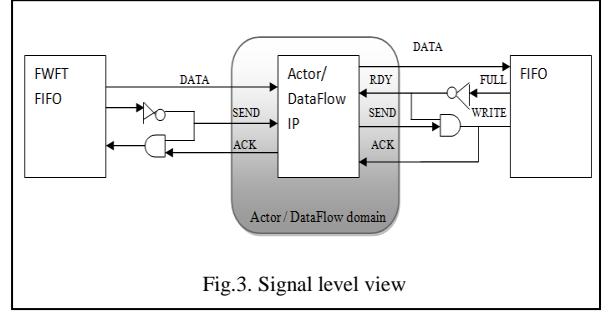 DATA
FWFT
FIFO
DATA
SEND
ACK
Actor/
DataFlow
IP
RDY
SEND
ACK
FULL
WRITE
FIFO
Actor / DataFlow domain
Fig.3. Signal level view